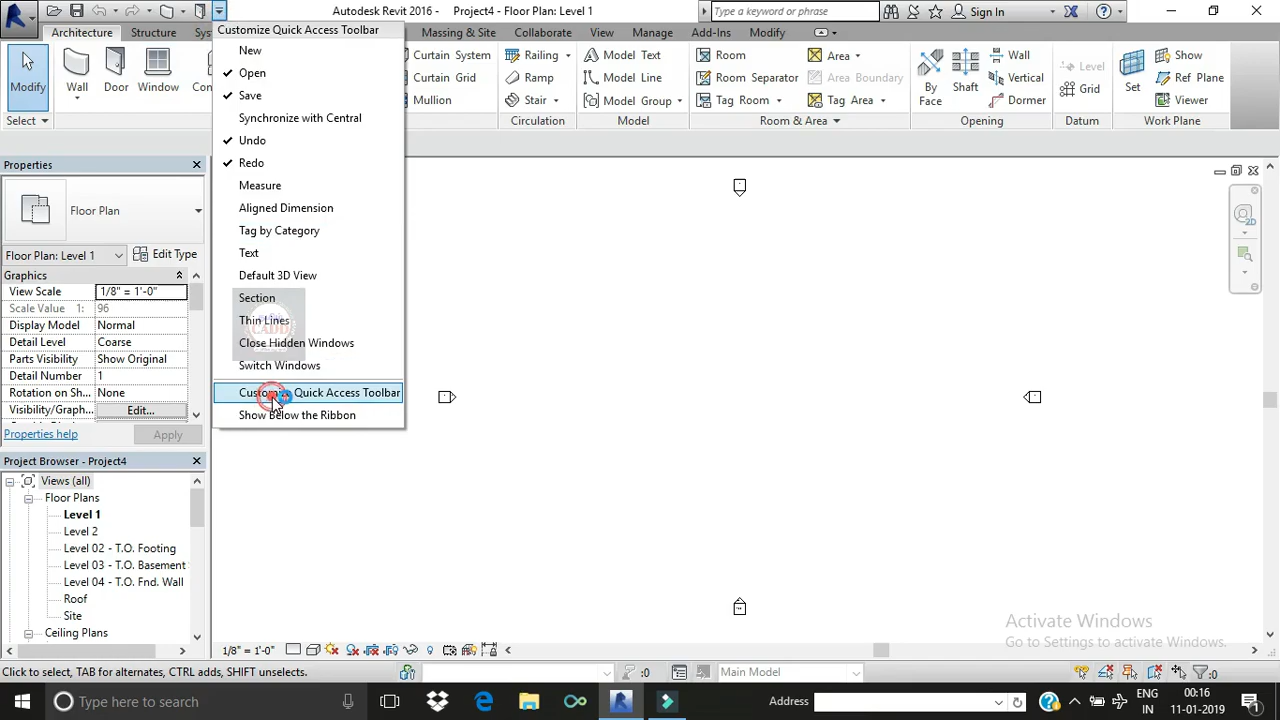 Autodesk Revit 2016 - Project4 - Floor Plan: Level 1
Type a keyword or phrase
Sign In
Architecture
Structure
Sys
Massing & Site
Collaborate
View
Manage
Add-Ins
Modify
Customize Quick Access Toolbar
New
Open
Save
Synchronize with Central
Undo
Redo
Measure
Aligned Dimension
Tag by Category
Text
Default 3D View
Section
Thin Lines
Close Hidden Windows
Switch Windows
Customize Quick Access Toolbar
Show Below the Ribbon
CADD
Modify
Wall
Door
Window
Con
Select
Curtain System
Curtain Grid
Mullion
Railing
Ramp
Stair
Circulation
Model Text
Model Line
Model Group
Model
Room
Room Separator
Tag Room
Area
Area Boundary
Tag Area
Room & Area
By
Face
Shaft
Wall
Vertical
Dormer
Opening
Level
Grid
Datum
Set
Show
Ref Plane
Viewer
Work Plane
Properties
Floor Plan
Floor Plan: Level 1
Edit Type
Graphics
View Scale 1/8" = 1'-0"
Scale Value 1: 96
Display Model Normal
Detail Level Coarse
Parts Visibility Show Original
Detail Number 1
Rotation on Sh... None
Visibility/Graph... Edit...
Properties help
Apply
Project Browser - Project4
Views (all)
Floor Plans
Level 1
Level 2
Level 02 - T.O. Footing
Level 03 - T.O. Basement
Level 04 - T.O. Fnd. Wall
Roof
Site
Ceiling Plans
2D
Activate Windows
Go to Settings to activate Windows.
1/8" = 1'-0"
Click to select, TAB for alternates, CTRL adds, SHIFT unselects.
:0
Main Model
:0
Type here to search
Address
ENG
IN
00:16
11-01-2019